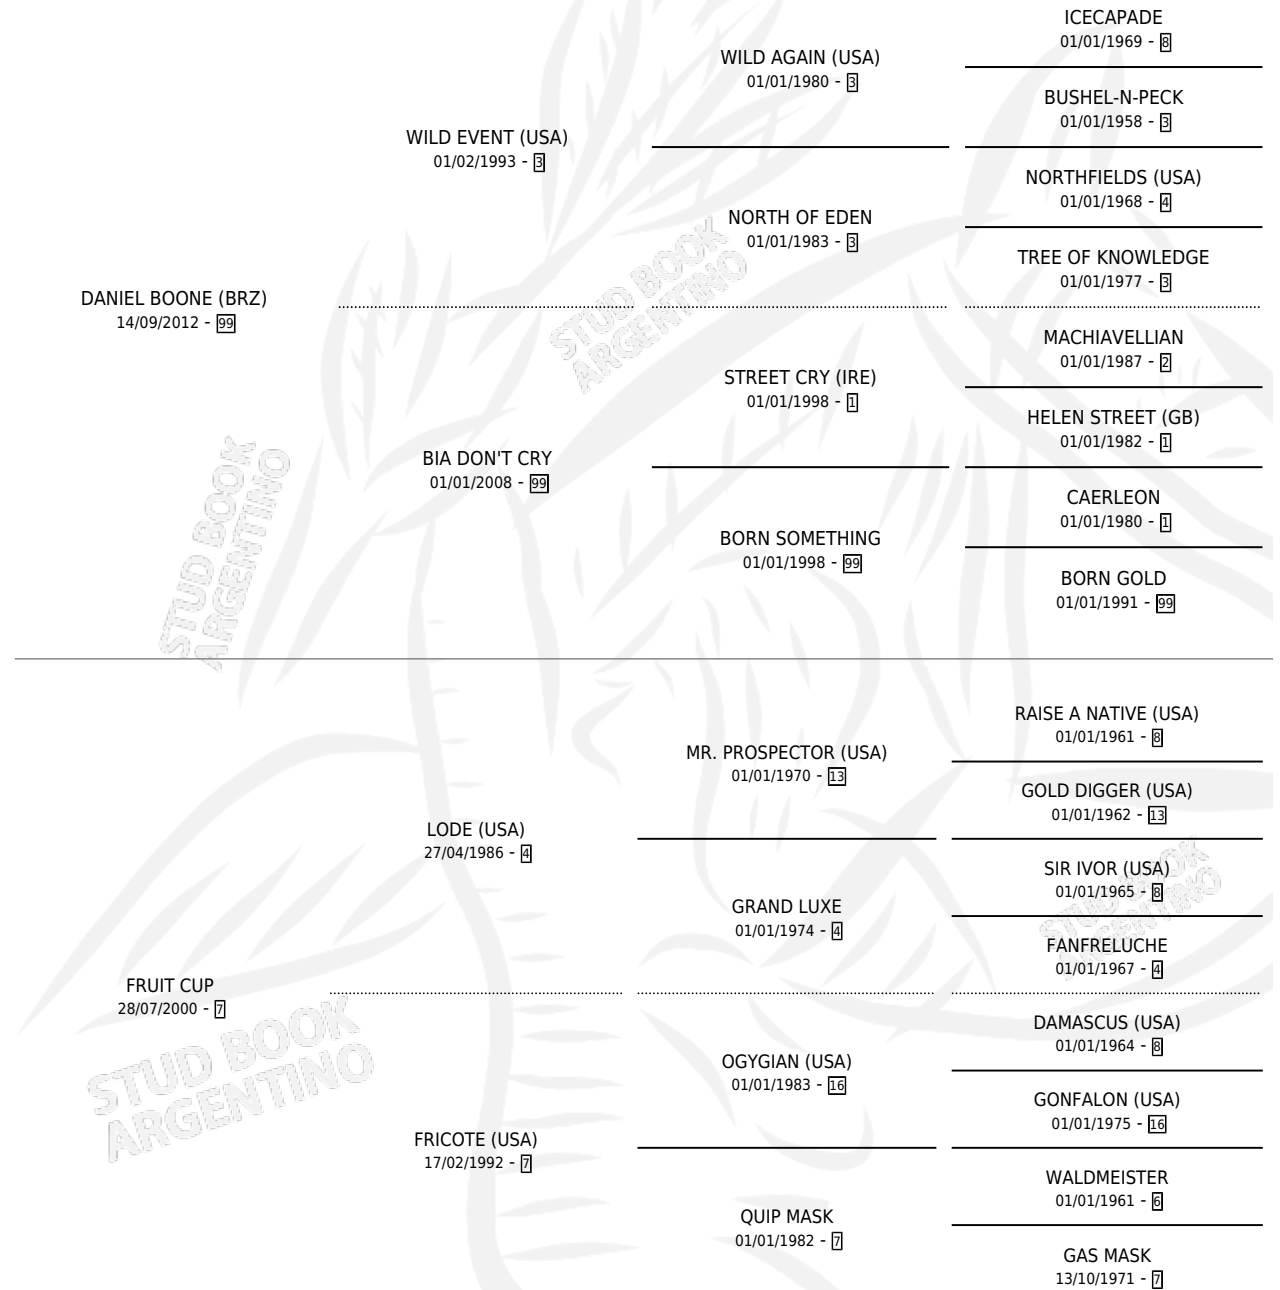 ICECAPADE
01/01/1969 - 8
WILD AGAIN (USA)
01/01/1980 - 3
BUSHEL-N-PECK
01/01/1958 - 3
WILD EVENT (USA)
01/02/1993 - 3
NORTHFIELDS (USA)
01/01/1968 - 4
NORTH OF EDEN
01/01/1983 - 3
TREE OF KNOWLEDGE
01/01/1977 - 3
DANIEL BOONE (BRZ)
14/09/2012 - 99
MACHIAVELLIAN
01/01/1987 - 2
STREET CRY (IRE)
01/01/1998 - 1
HELEN STREET (GB)
01/01/1982 - 1
BIA DON'T CRY
01/01/2008 - 99
CAERLEON
01/01/1980 - 1
BORN SOMETHING
01/01/1998 - 99
BORN GOLD
01/01/1991 - 99
RAISE A NATIVE (USA)
01/01/1961 - 8
MR. PROSPECTOR (USA)
01/01/1970 - 13
GOLD DIGGER (USA)
01/01/1962 - 13
LODE (USA)
27/04/1986 - 4
SIR IVOR (USA)
01/01/1965 - 8
GRAND LUXE
01/01/1974 - 4
FANFRELUCHE
01/01/1967 - 4
FRUIT CUP
28/07/2000 - 7
DAMASCUS (USA)
01/01/1964 - 8
OGYGIAN (USA)
01/01/1983 - 16
GONFALON (USA)
01/01/1975 - 16
FRICOTE (USA)
17/02/1992 - 7
WALDMEISTER
01/01/1961 - 6
QUIP MASK
01/01/1982 - 7
GAS MASK
13/10/1971 - 7
STUD BOOK
ARGENTINO
STUD BOOK
ARGENTINO
STUD BOOK
ARGENTINO
STUD BOOK
ARGENTINO